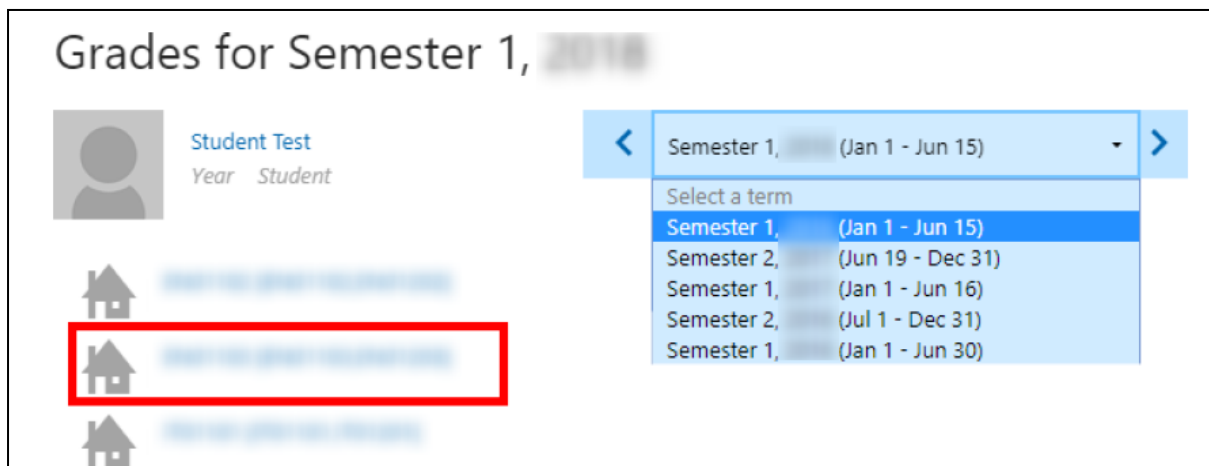 Grades for Semester 1,
Student Test
Year Student
Semester 1, (Jan 1 - Jun 15)
Select a term
Semester 1, (Jan 1 - Jun 15)
Semester 2, (Jun 19 - Dec 31)
Semester 1, (Jan 1 - Jun 16)
Semester 2, (Jul 1 - Dec 31)
Semester 1, (Jan 1 - Jun 30)